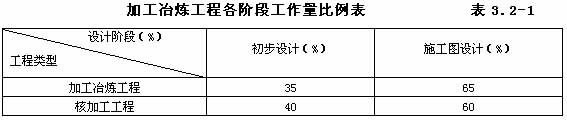 加工冶炼工程各阶段工作量比例表 表 3.2-1
设计阶段（%）
工程类型
初步设计（%） 施工图设计（%）
加工冶炼工程 35 65
核加工工程 40 60